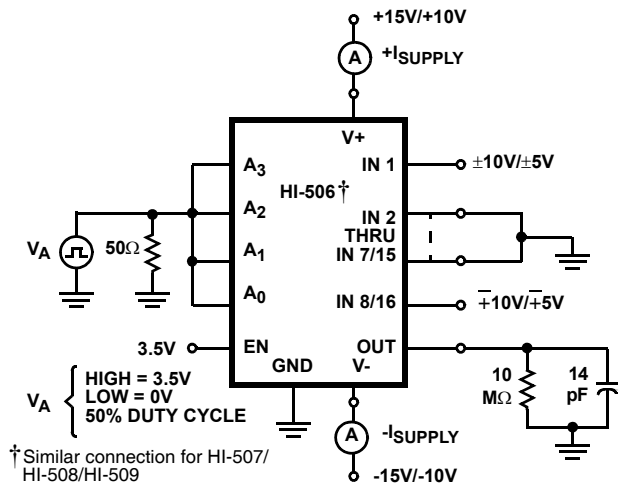 +15V/+10V
A
+ISUPPLY
V+
A3
IN 1
±10V/±5V
HI-506†
A2
IN 2
THRU
VA
50Ω
A1
IN 7/15
A0
IN 8/16
∓10V/∓5V
3.5V
EN
OUT
GND
V-
10
MΩ
14
pF
VA
HIGH = 3.5V
LOW = 0V
50% DUTY CYCLE
A
-ISUPPLY
†Similar connection for HI-507/
HI-508/HI-509
-15V/-10V